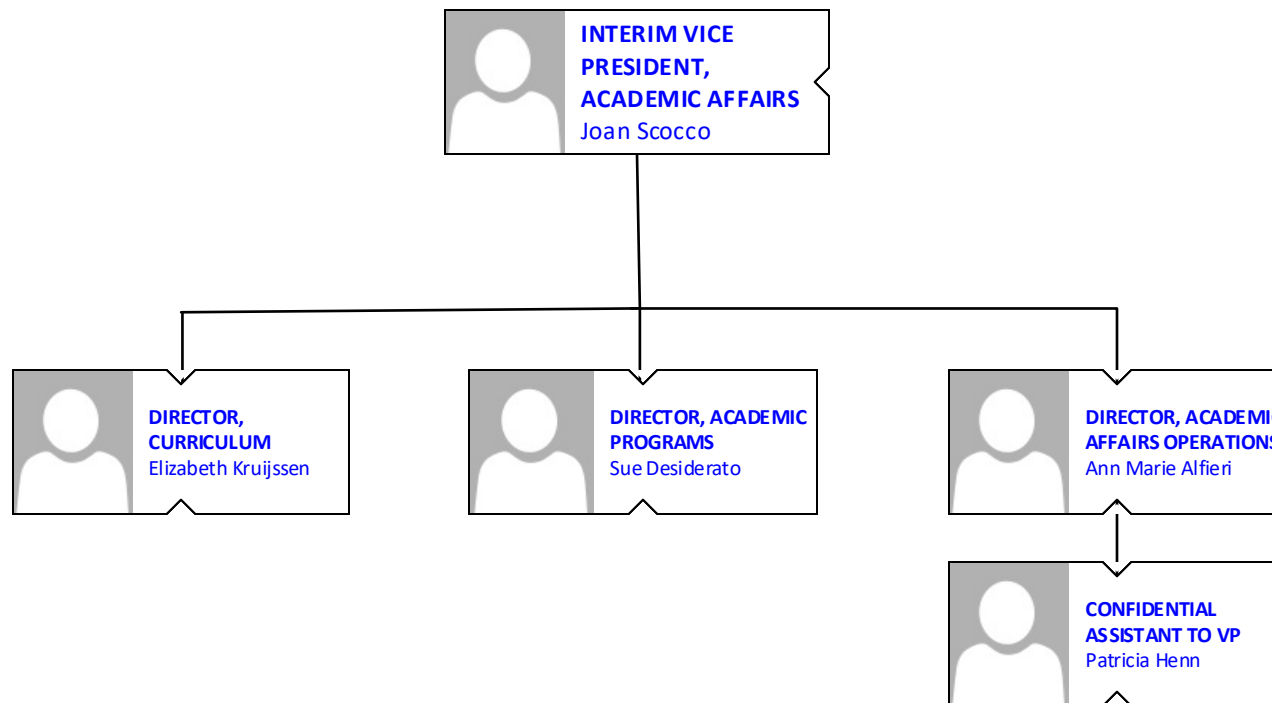 INTERIM VICE
PRESIDENT,
ACADEMIC AFFAIRS
Joan Scocco
DIRECTOR,
CURRICULUM
Elizabeth Kruijssen
DIRECTOR, ACADEMIC
PROGRAMS
Sue Desiderato
DIRECTOR, ACADEMIC
AFFAIRS OPERATIONS
Ann Marie Alfieri
CONFIDENTIAL
ASSISTANT TO VP
Patricia Henn